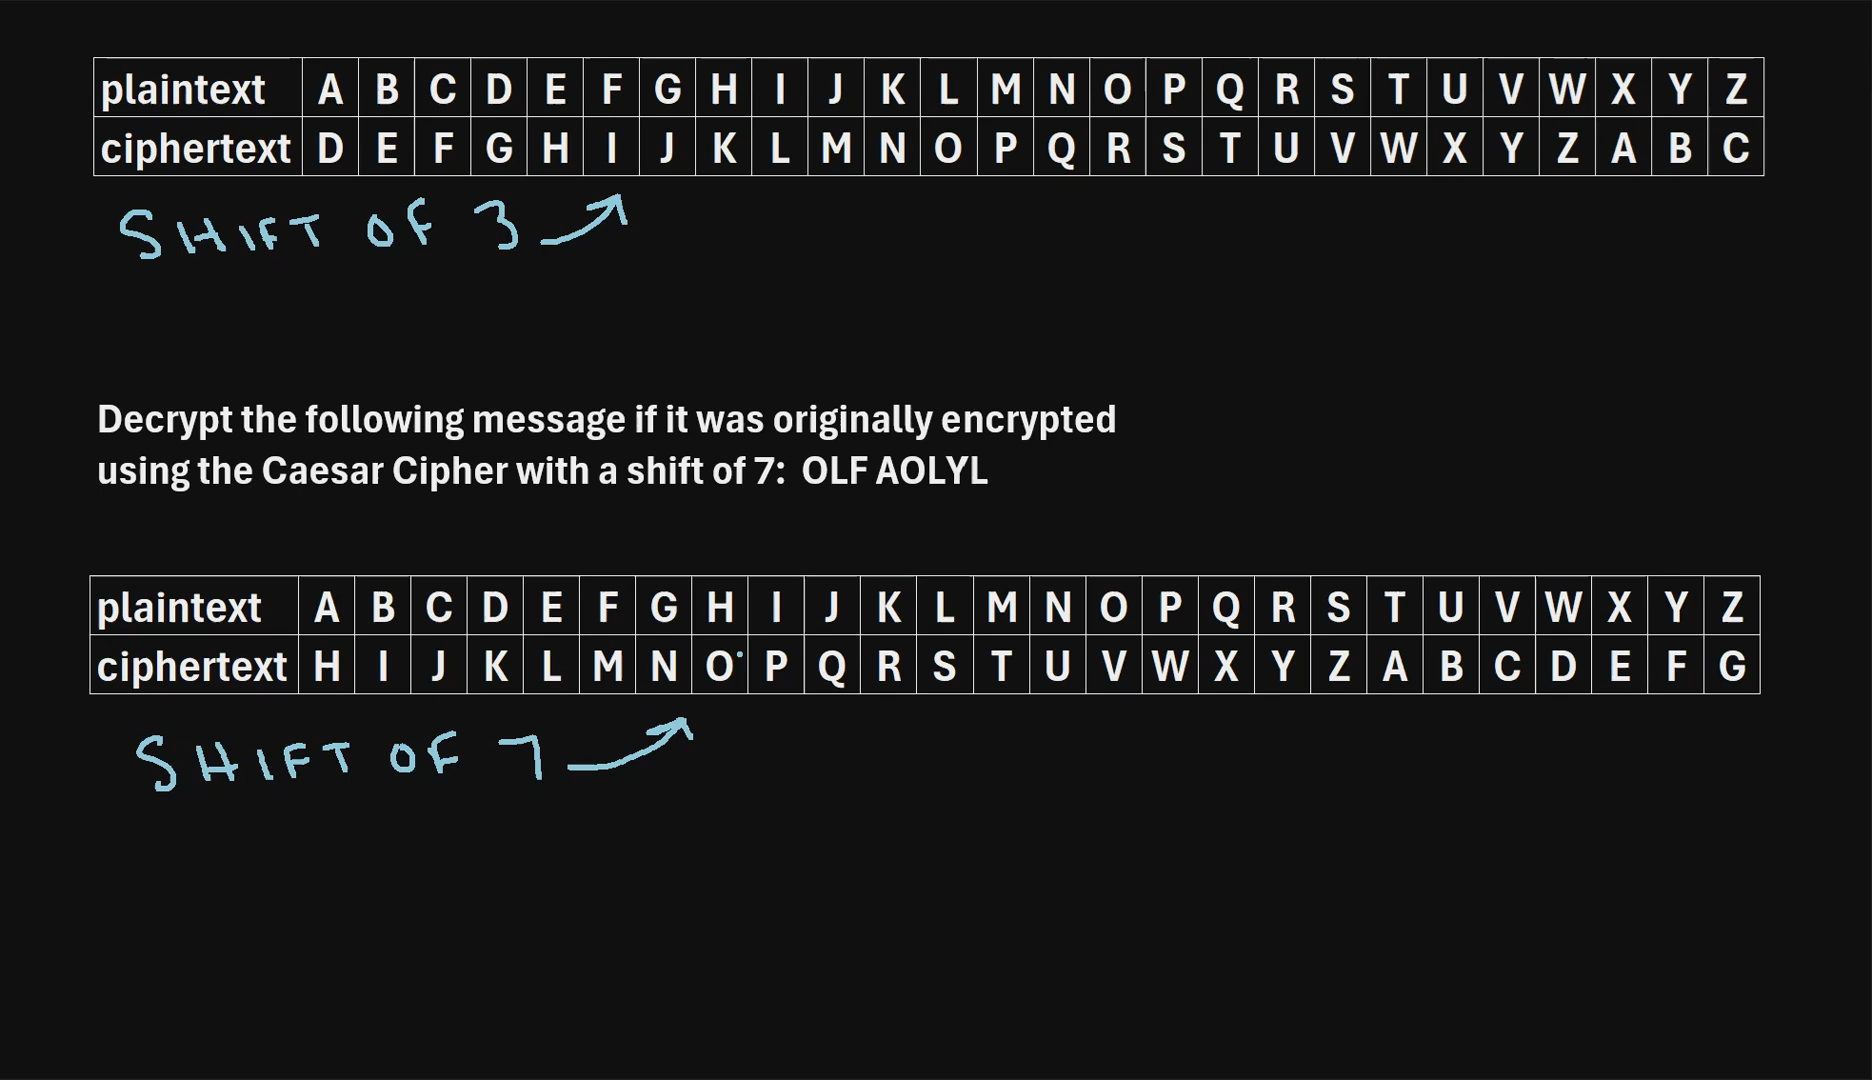 plaintext A B C D E F G H I J K L M N O P Q R S T U V W X Y Z
ciphertext D E F G H I J K L M N O P Q R S T U V W X Y Z A B C
SHIFT OF 3
Decrypt the following message if it was originally encrypted
using the Caesar Cipher with a shift of 7: OLF AOLYL
plaintext A B C D E F G H I J K L M N O P Q R S T U V W X Y Z
ciphertext H I J K L M N O P Q R S T U V W X Y Z A B C D E F G
SHIFT OF 7